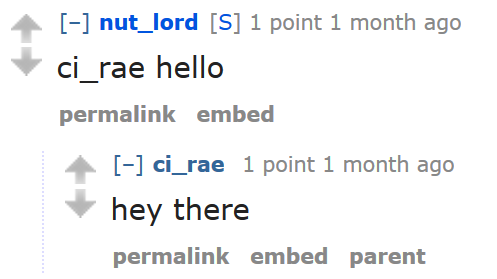 [–] nut_lord [S] 1 point 1 month ago
ci_rae hello
permalink embed
[–] ci_rae 1 point 1 month ago
hey there
permalink embed parent